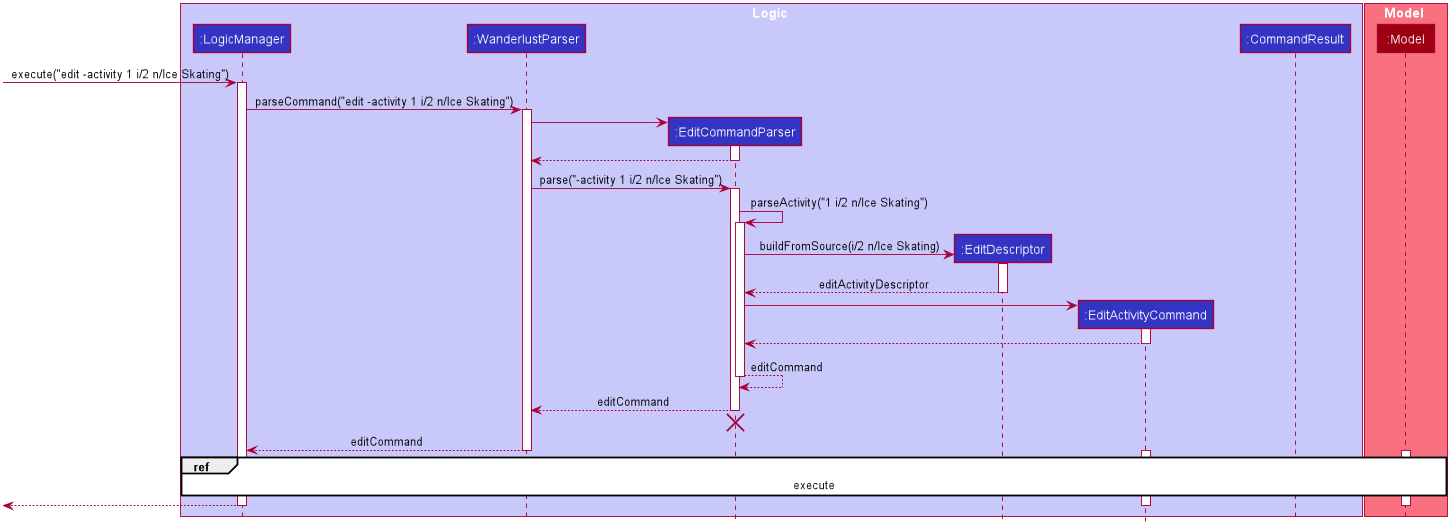 Logic
Model
:LogicManager
:WanderlustParser
:CommandResult
:Model
execute("edit -activity 1 i/2 n/Ice Skating")
parseCommand("edit -activity 1 i/2 n/Ice Skating")
:EditCommandParser
parse("-activity 1 i/2 n/Ice Skating")
parseActivity("1 i/2 n/Ice Skating")
buildFromSource(i/2 n/Ice Skating)
:EditDescriptor
editActivityDescriptor
:EditActivityCommand
editCommand
editCommand
editCommand
ref
execute